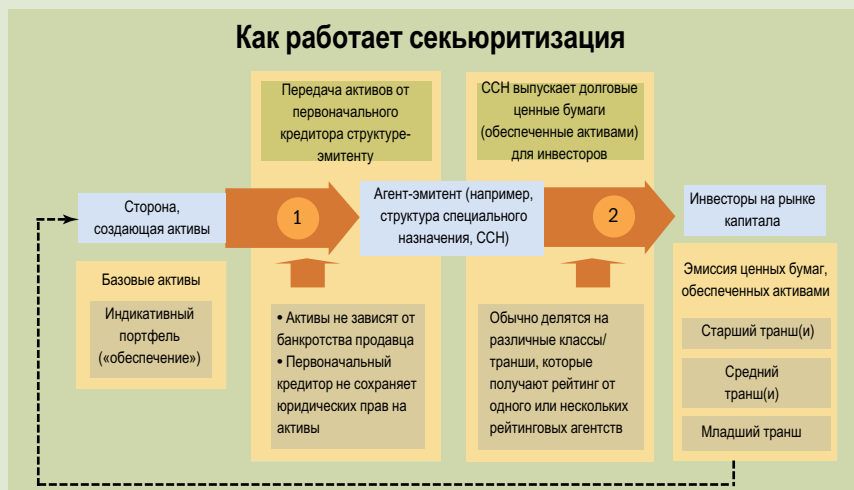 Как работает секьюритизация
Передача активов от
первоначального
кредитора структуре-
эмитенту
ССН выпускает долговые
ценные бумаги
(обеспеченные активами)
для инвесторов
Сторона,
создающая активы
1
Агент-эмитент (например,
структура специального
назначения, ССН)
2
Инвесторы на рынке
капитала
Базовые активы
Индикативный
портфель
(«обеспечение»)
• Активы не зависят от
банкротства продавца
• Первоначальный
кредитор не сохраняет
юридических прав на
активы
Обычно делятся на
различные классы/
транши, которые
получают рейтинг от
одного или нескольких
рейтинговых агентств
Эмиссия ценных бумаг,
обеспеченных активами
Старший транш(и)
Средний
транш(и)
Младший транш